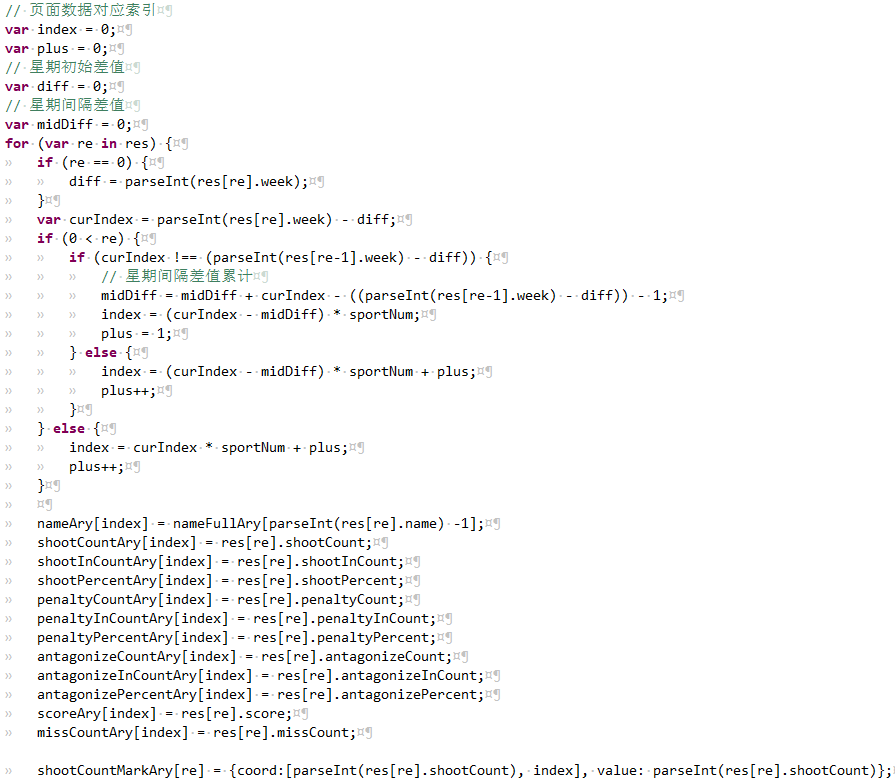 // 页面数据对应索引
var index = 0;
var plus = 0;
// 星期初始差值
var diff = 0;
// 星期间隔差值
var midDiff = 0;
for (var re in res) {
    if (re == 0) {
        diff = parseInt(res[re].week);
    }
    var curIndex = parseInt(res[re].week) - diff;
    if (0 < re) {
        if (curIndex !== (parseInt(res[re-1].week) - diff)) {
            // 星期间隔差值累计
            midDiff = midDiff + curIndex - ((parseInt(res[re-1].week) - diff)) - 1;
            index = (curIndex - midDiff) * sportNum;
            plus = 1;
        } else {
            index = (curIndex - midDiff) * sportNum + plus;
            plus++;
        }
    } else {
        index = curIndex * sportNum + plus;
        plus++;
    }

    nameAry[index] = nameFullAry[parseInt(res[re].name) -1];
    shootCountAry[index] = res[re].shootCount;
    shootInCountAry[index] = res[re].shootInCount;
    shootPercentAry[index] = res[re].shootPercent;
    penaltyCountAry[index] = res[re].penaltyCount;
    penaltyInCountAry[index] = res[re].penaltyInCount;
    penaltyPercentAry[index] = res[re].penaltyPercent;
    antagonizeCountAry[index] = res[re].antagonizeCount;
    antagonizeInCountAry[index] = res[re].antagonizeInCount;
    antagonizePercentAry[index] = res[re].antagonizePercent;
    scoreAry[index] = res[re].score;
    missCountAry[index] = res[re].missCount;

    shootCountMarkAry[re] = {coord:[parseInt(res[re].shootCount), index], value: parseInt(res[re].shootCount)};